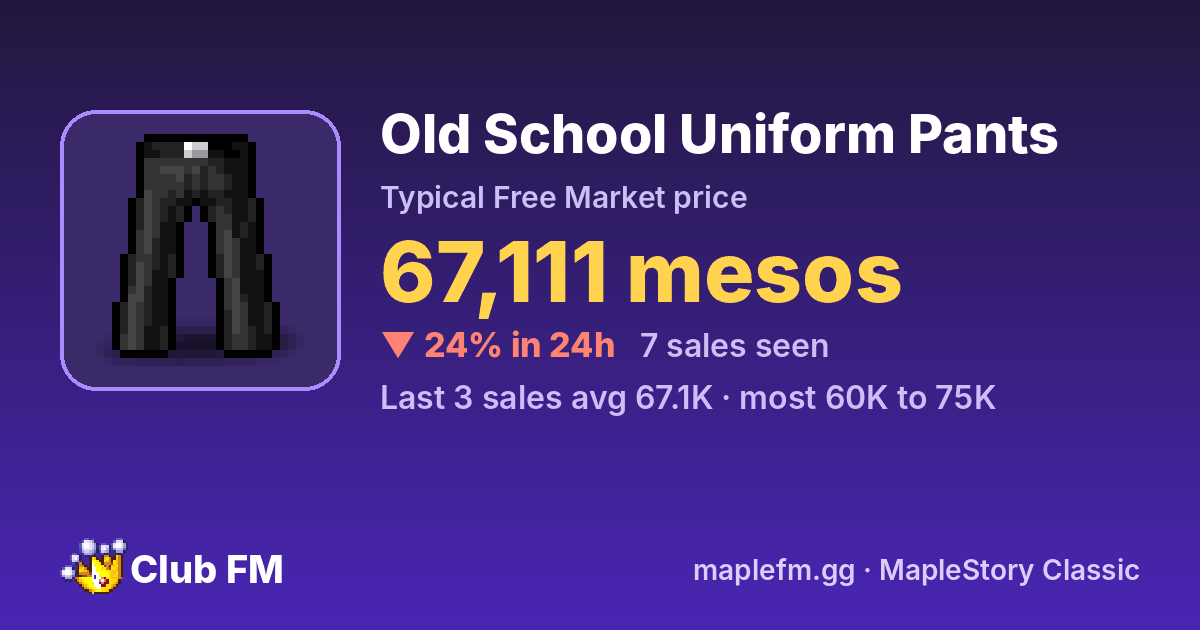 Old School Uniform Pants
Typical Free Market price
67,111 mesos
▼ 24% in 24h 7 sales seen
Last 3 sales avg 67.1K · most 60K to 75K
Club FM
maplefm.gg · MapleStory Classic